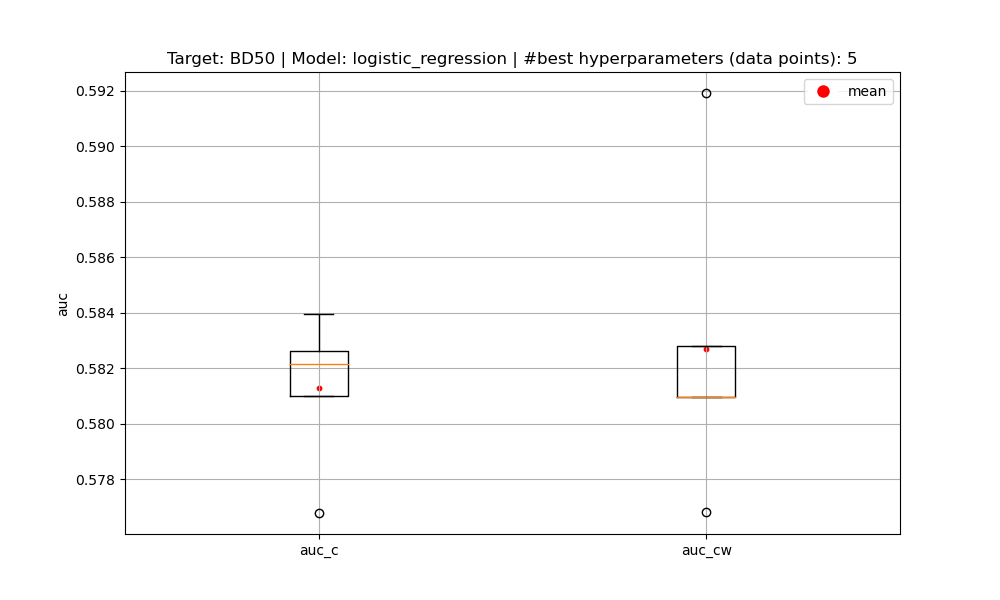 Target: BD50 | Model: logistic_regression | #best hyperparameters (data points): 5
mean
0.592
0.590
0.588
0.586
0.584
0.582
0.580
0.578
auc
auc_c
auc_cw